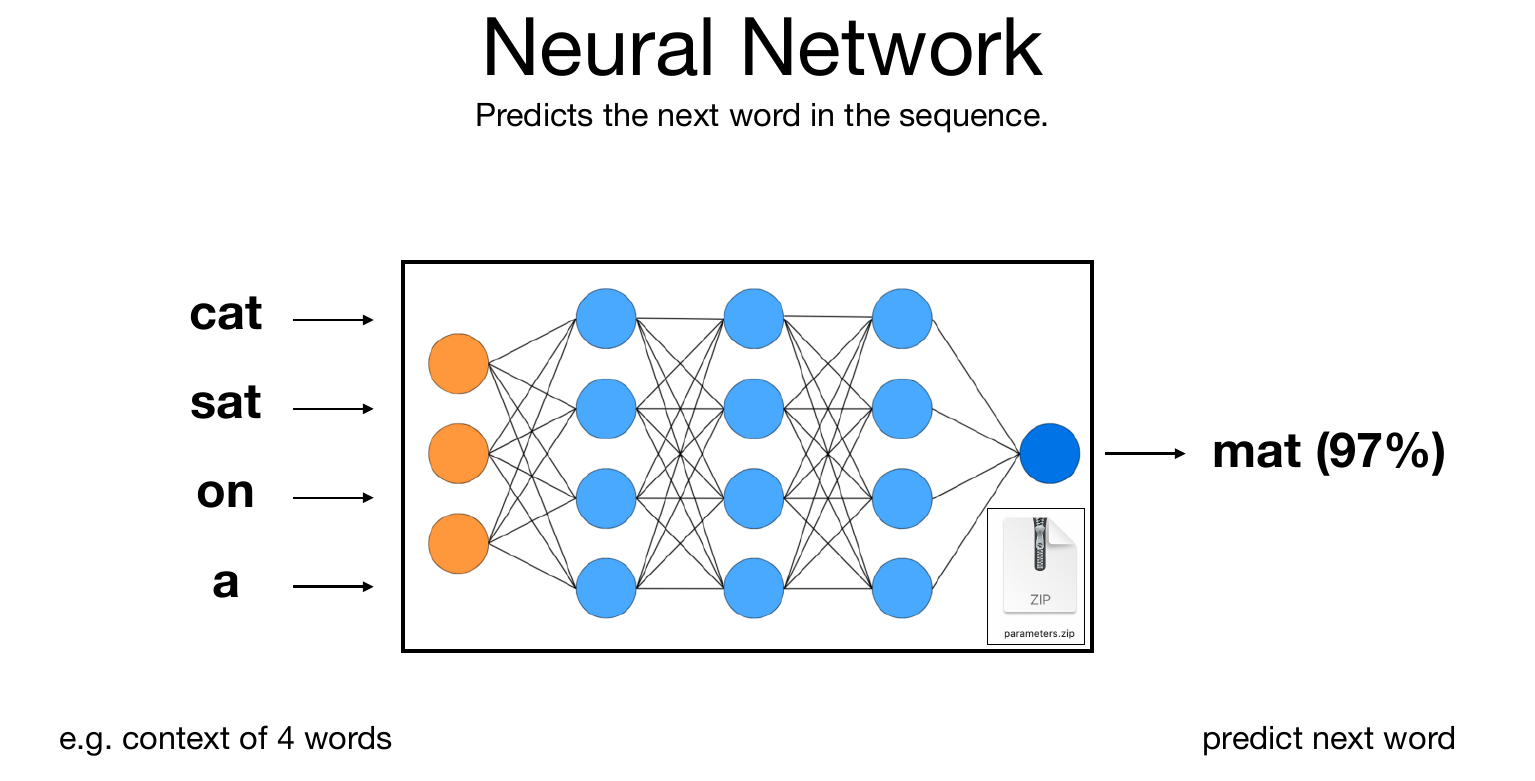 Neural Network
Predicts the next word in the sequence.
cat
sat
on
a
mat (97%)
ZIP
parameters.zip
e.g. context of 4 words
predict next word